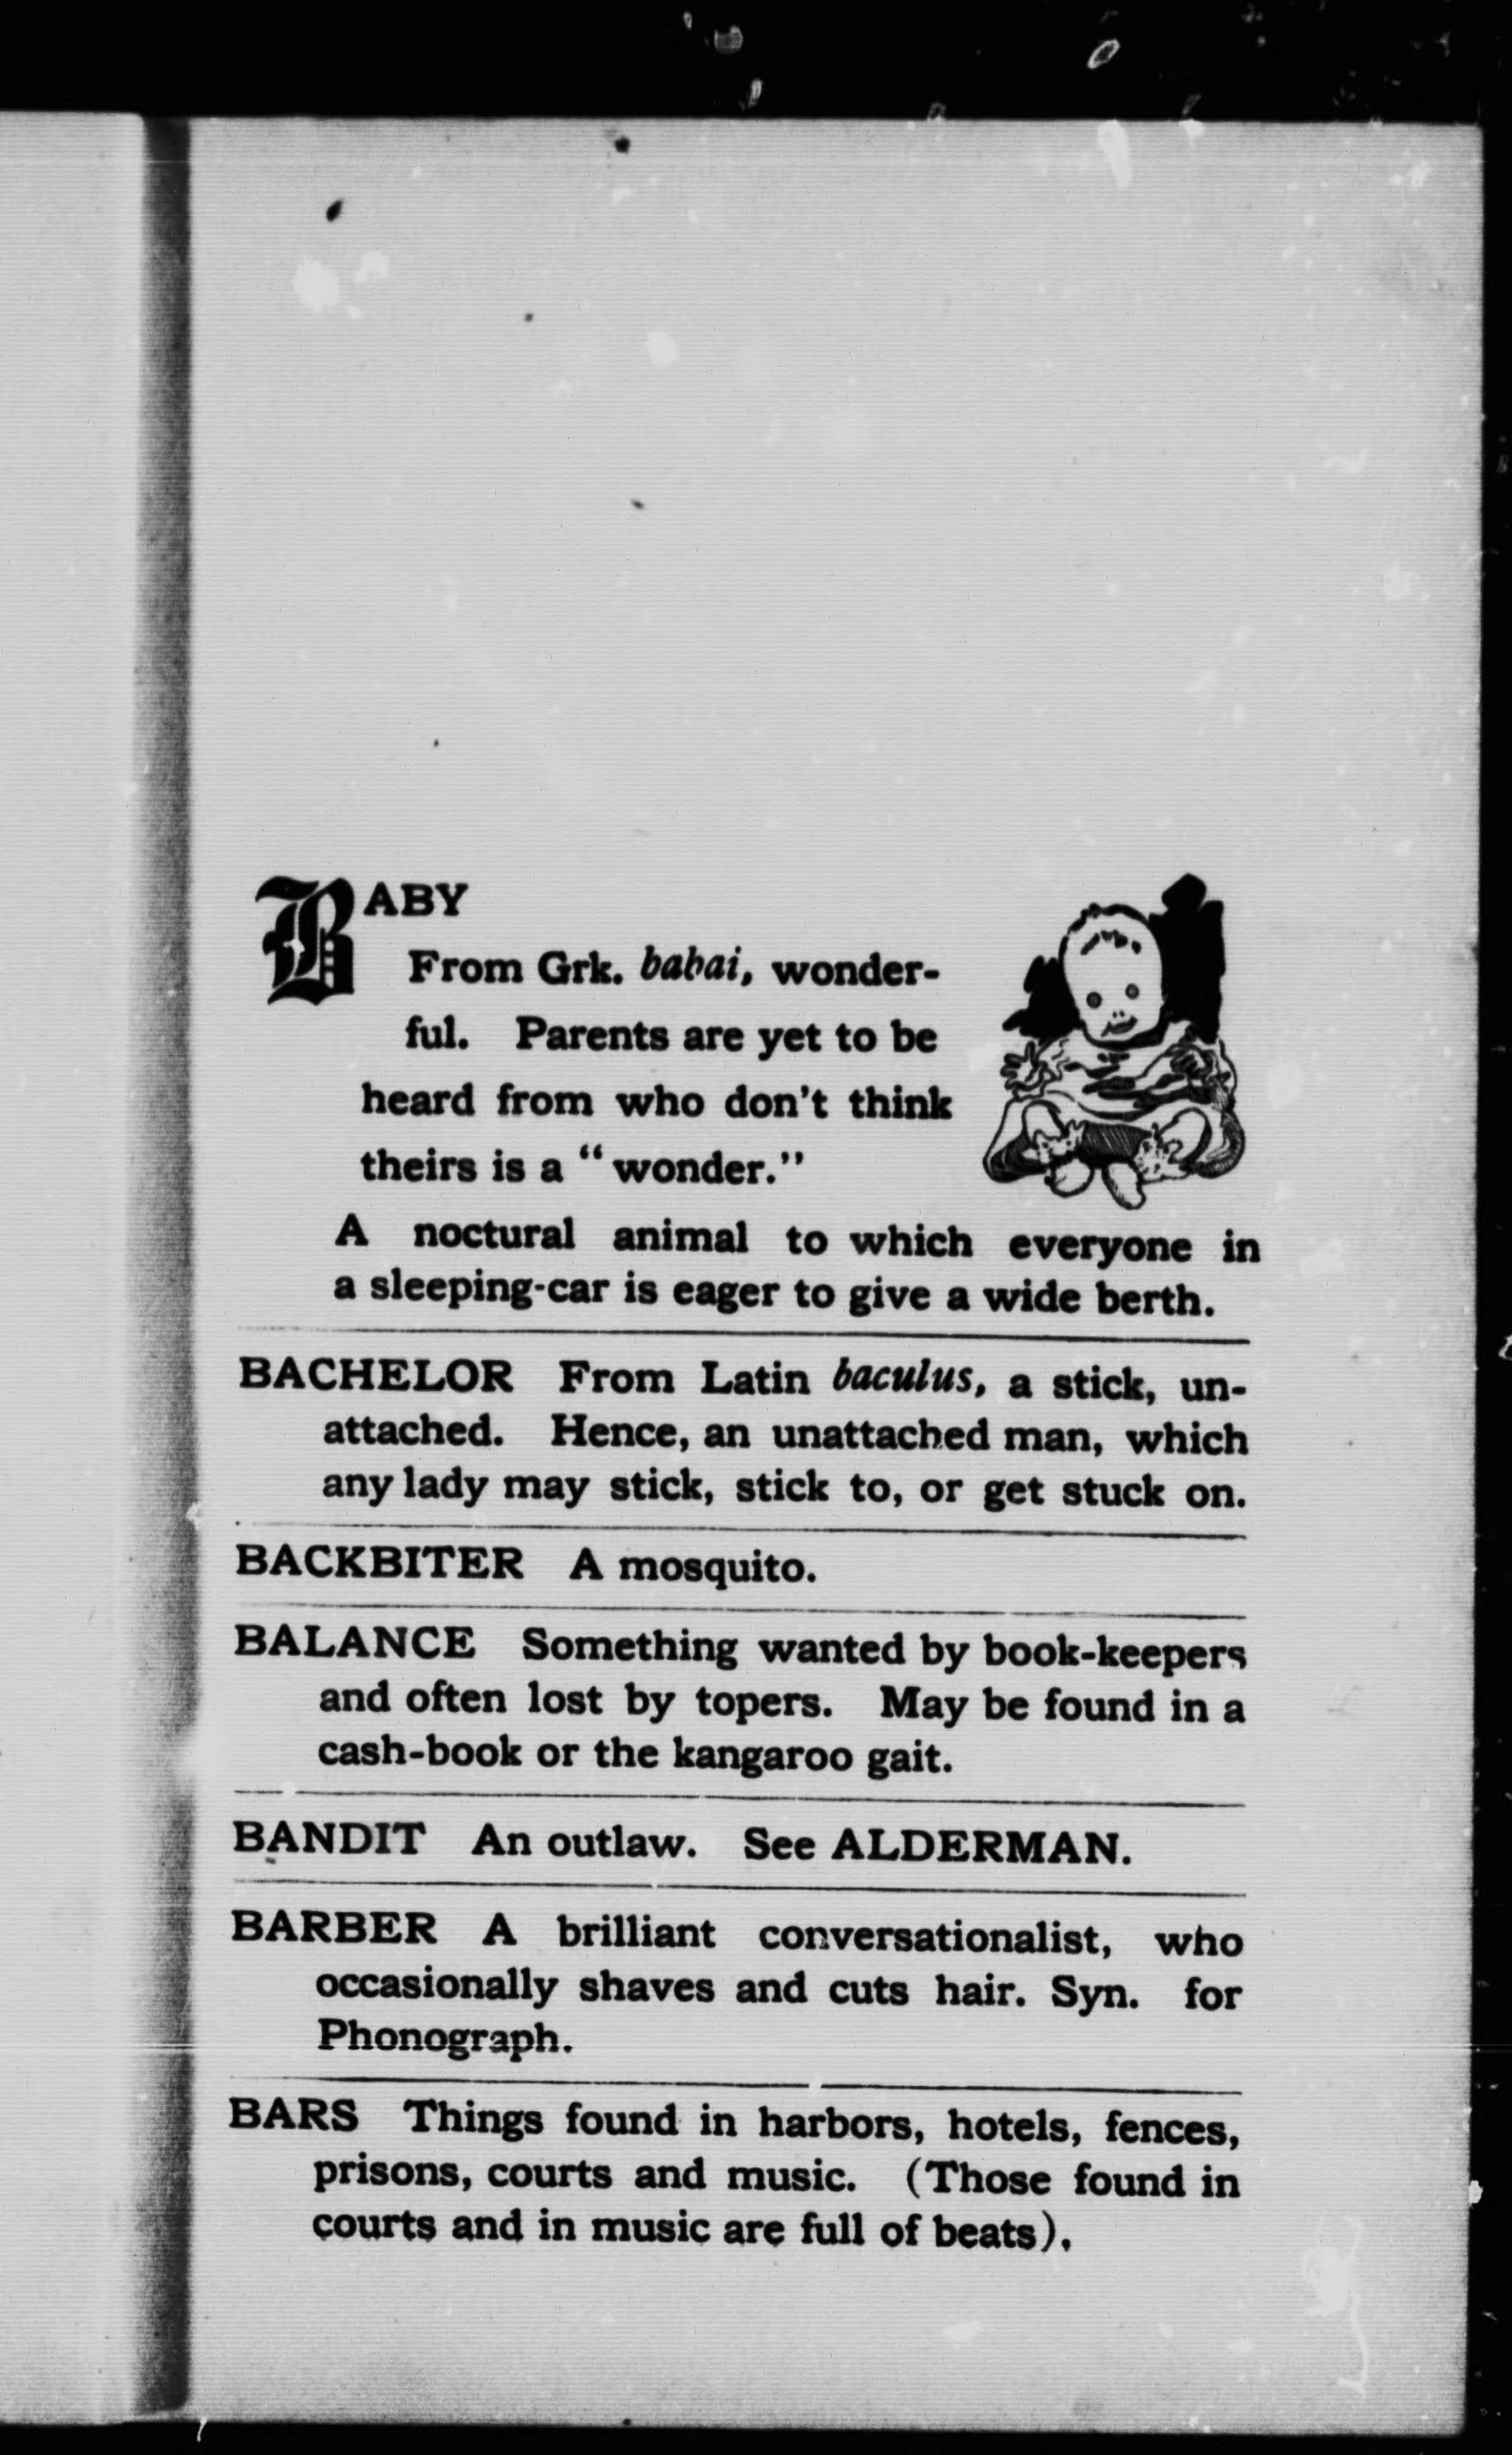 BABY
From Grk. babai, wonder-
ful. Parents are yet to be
heard from who don't think
theirs is a "wonder."
A noctural animal to which everyone in
a sleeping-car is eager to give a wide berth.
BACHELOR From Latin baculus, a stick, un-
attached. Hence, an unattached man, which
any lady may stick, stick to, or get stuck on.
BACKBITER A mosquito.
BALANCE Something wanted by book-keepers
and often lost by topers. May be found in a
cash-book or the kangaroo gait.
BANDIT An outlaw. See ALDERMAN.
BARBER A brilliant conversationalist, who
occasionally shaves and cuts hair. Syn. for
Phonograph.
BARS Things found in harbors, hotels, fences,
prisons, courts and music. (Those found in
courts and in music are full of beats).